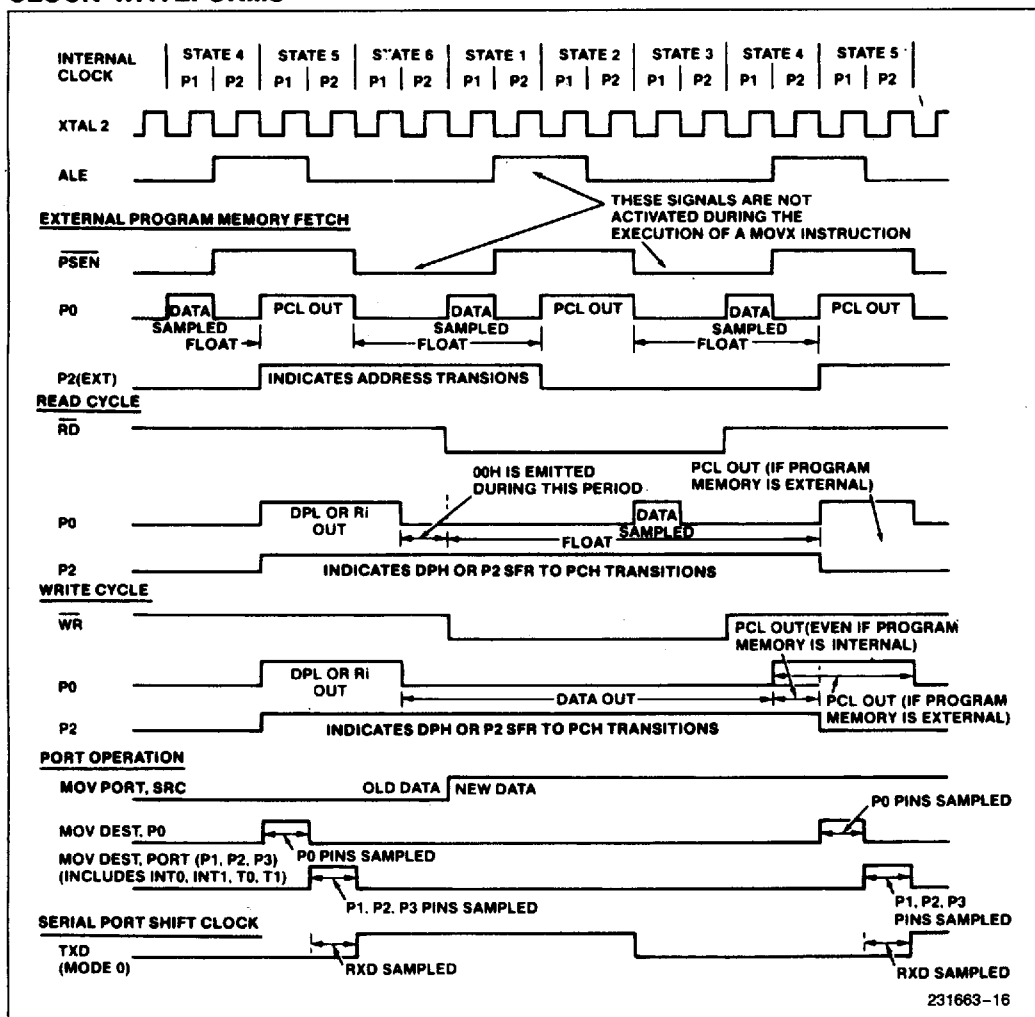 INTERNAL CLOCK
STATE 4 STATE 5 STATE 6 STATE 1 STATE 2 STATE 3 STATE 4 STATE 5
P1 P2 P1 P2 P1 P2 P1 P2 P1 P2 P1 P2 P1 P2 P1 P2
XTAL 2
ALE
THESE SIGNALS ARE NOT
ACTIVATED DURING THE
EXECUTION OF A MOVX INSTRUCTION
EXTERNAL PROGRAM MEMORY FETCH
PSEN
P0 DATA PCL OUT DATA PCL OUT DATA PCL OUT
SAMPLED SAMPLED SAMPLED
FLOAT FLOAT FLOAT
P2(EXT) INDICATES ADDRESS TRANSIONS
READ CYCLE
RD
00H IS EMITTED
DURING THIS PERIOD
PCL OUT (IF PROGRAM
MEMORY IS EXTERNAL)
P0 DPL OR Ri
OUT
DATA
SAMPLED
FLOAT
P2 INDICATES DPH OR P2 SFR TO PCH TRANSITIONS
WRITE CYCLE
WR
PCL OUT(EVEN IF PROGRAM
MEMORY IS INTERNAL)
P0 DPL OR Ri
OUT
DATA OUT
PCL OUT (IF PROGRAM
MEMORY IS EXTERNAL)
P2 INDICATES DPH OR P2 SFR TO PCH TRANSITIONS
PORT OPERATION
MOV PORT, SRC OLD DATA NEW DATA
P0 PINS SAMPLED
MOV DEST, P0
P0 PINS SAMPLED
MOV DEST, PORT (P1, P2, P3)
(INCLUDES INT0, INT1, T0, T1)
P1, P2, P3 PINS SAMPLED
P1, P2, P3
PINS SAMPLED
SERIAL PORT SHIFT CLOCK
TXD
(MODE 0)
RXD SAMPLED RXD SAMPLED
231663-16